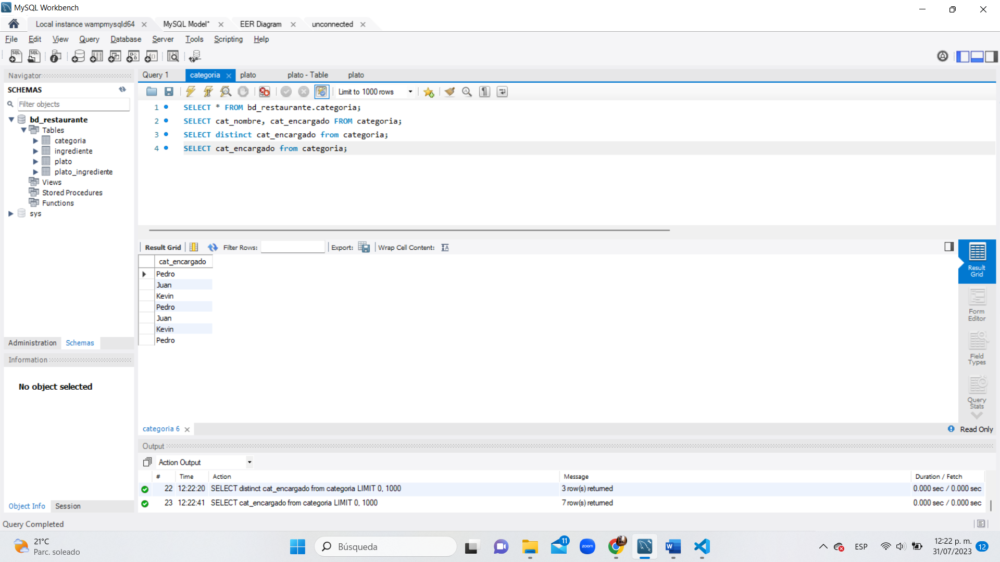 MySQL Workbench
Local instance wampmysqld64
MySQL Model*
EER Diagram
unconnected
File Edit View Query Database Server Tools Scripting Help
Navigator
SCHEMAS
Filter objects
bd_restaurante
Tables
categoria
ingrediente
plato
plato_ingrediente
Views
Stored Procedures
Functions
sys
Administration Schemas
Information
No object selected
Object Info Session
Query 1 categoria plato plato - Table plato
Limit to 1000 rows
1 SELECT * FROM bd_restaurante.categoria;
2 SELECT cat_nombre, cat_encargado FROM categoria;
3 SELECT distinct cat_encargado from categoria;
4 SELECT cat_encargado from categoria;
Result Grid Filter Rows: Export: Wrap Cell Content:
cat_encargado
Pedro
Juan
Kevin
Pedro
Juan
Kevin
Pedro
Result
Grid
Form
Editor
Field
Types
Query
Stats
categoria 6
Read Only
Output
Action Output
# Time Action Message Duration / Fetch
22 12:22:20 SELECT distinct cat_encargado from categoria LIMIT 0, 1000 3 row(s) returned 0.000 sec / 0.000 sec
23 12:22:41 SELECT cat_encargado from categoria LIMIT 0, 1000 7 row(s) returned 0.000 sec / 0.000 sec
Query Completed
21°C
Parc. soleado
Búsqueda
11
zoom
W
ESP
12:22 p. m.
31/07/2023
12